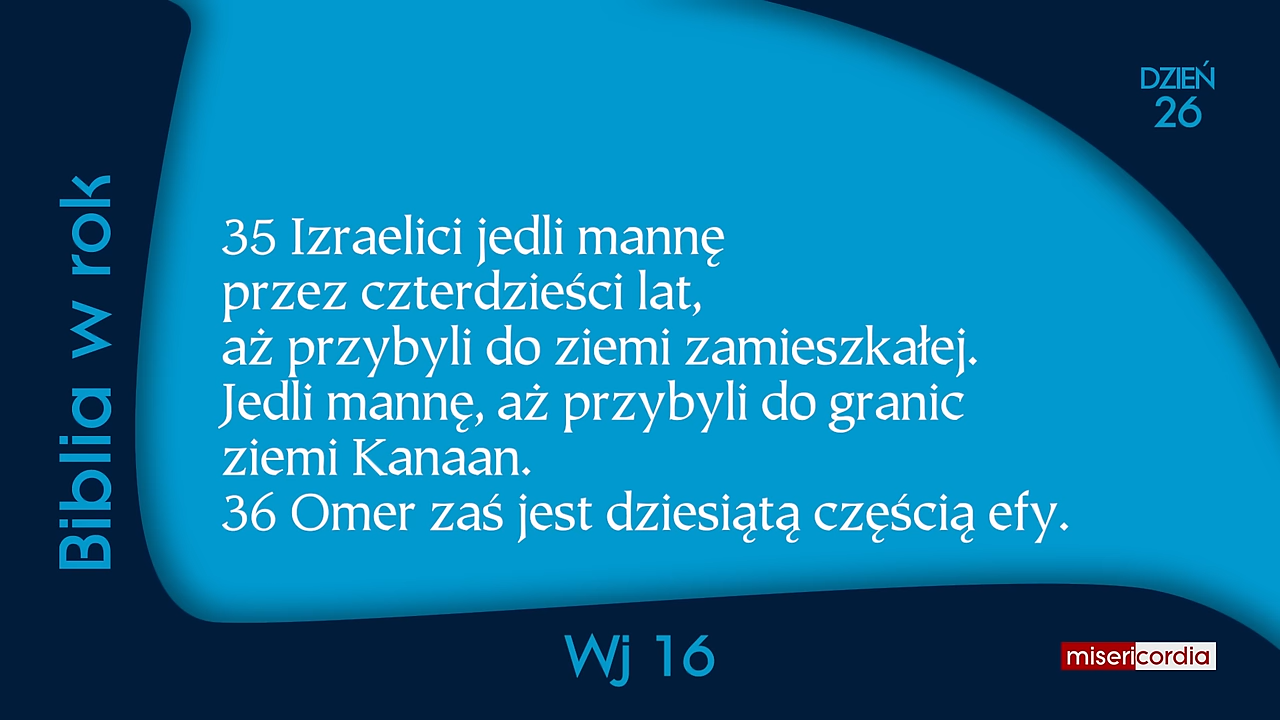 DZIEŃ
26
Biblia w rok
35 Izraelici jedli mannę
przez czterdzieści lat,
aż przybyli do ziemi zamieszkałej.
Jedli mannę, aż przybyli do granic
ziemi Kanaan.
36 Omer zaś jest dziesiątą częścią efy.
Wj 16
misericordia